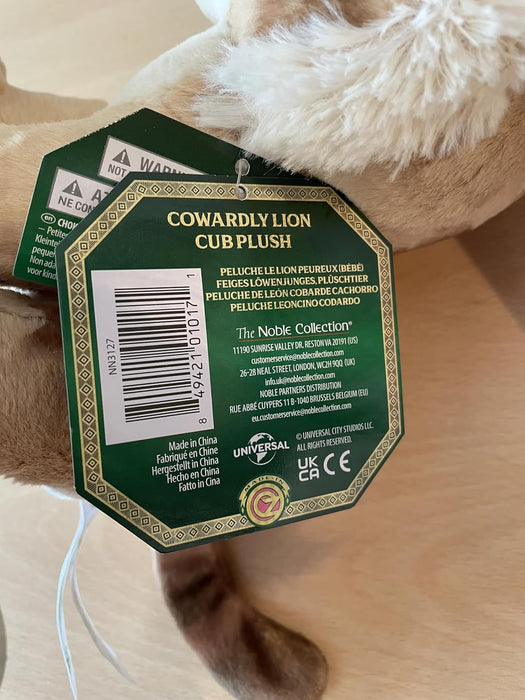 WARN
NOT
A
NE CON
en
COWARDLY LION
CUB PLUSH
PELUCHE LE LION PEUREUX (BÉBÉ)
FEIGES LÖWENJUNGES, PLÜSCHTIER
PELUCHE DE LEÓN COBARDE CACHORRO
PELUCHE LEONCINO CODARDO
The Noble Collection®
11190 SUNRISE VALLEY DR. RESTON VA 20191 (US)
customerservice@noblecollection.com
26-28 NEAL STREET, LONDON, WC2H 9QQ (UK)
info.uk@noblecollection.com
NOBLE PARTNERS DISTRIBUTION
RUE ABBÉ CUYPERS 11 B-1040 BRUSSELS BELGIUM (EU)
eu.customerservice@noblecollection.com
NN3127
8 49421 01017 1
Made in China
Fabriqué en Chine
Hergestellt in China
Hecho en China
Fatto in Cina
UNIVERSAL
© UNIVERSAL CITY STUDIOS LLC.
ALL RIGHTS RESERVED.
UK
CA CE
MADE IN
OZ